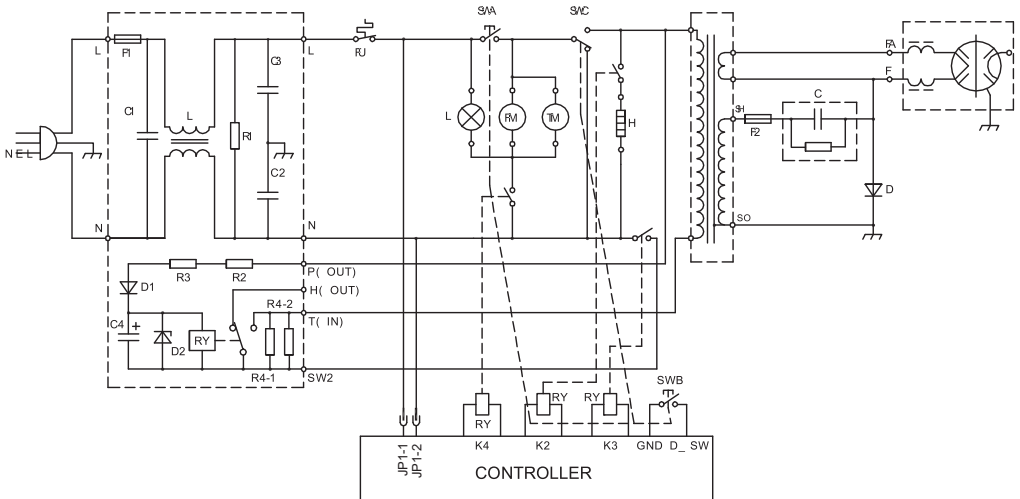 SWA
SWC
L
F1
L
FU
C3
FA
F
C1
L
R1
L
FM
TM
H
SH
C
F2
N E L
C2
D
N
N
SO
P( OUT)
R3
R2
D1
H( OUT)
R4-2
C4
+
T( IN)
RY
D2
R4-1
SW2
SWB
RY
RY
RY
K4
K2
K3
GND
D_ SW
JP1-1
JP1-2
CONTROLLER